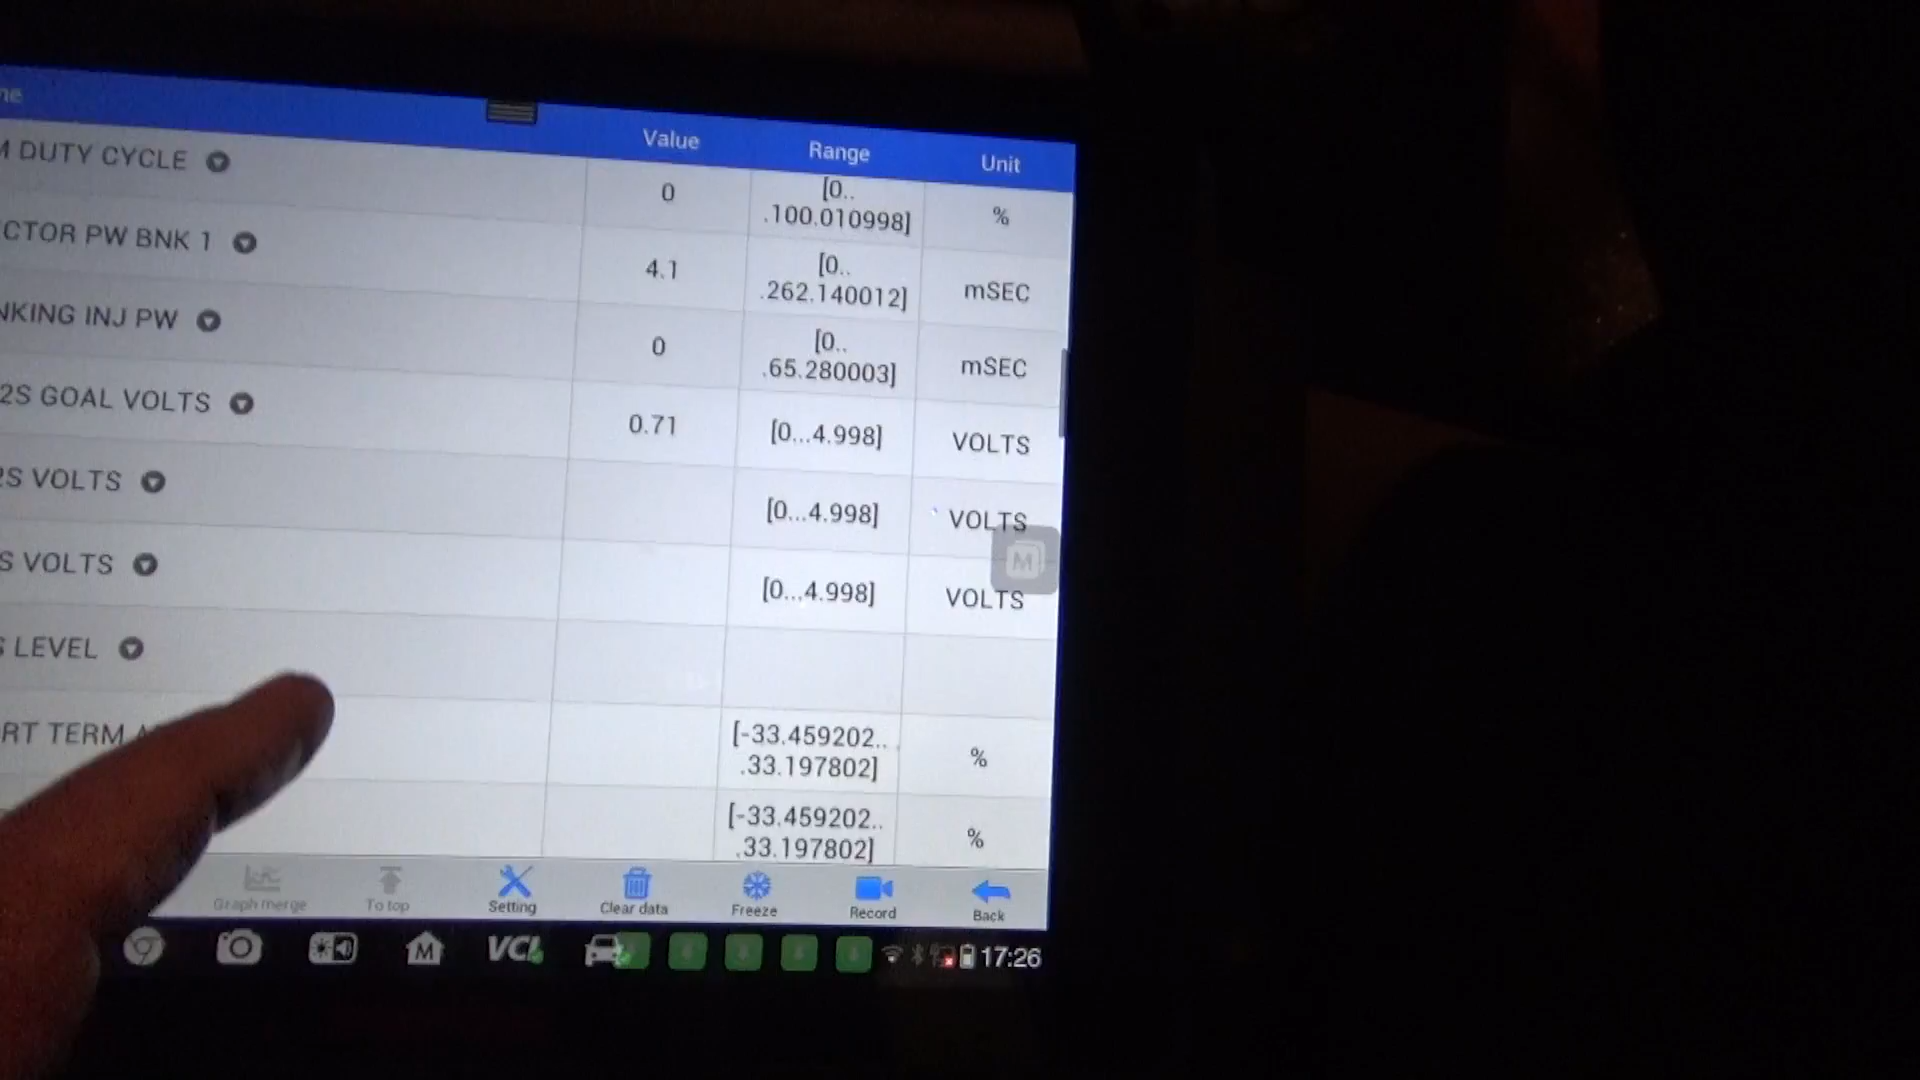 me
Value Range Unit
M DUTY CYCLE 0 [0.. %
.100.010998]
CTOR PW BNK 1 4.1 [0.. mSEC
.262.140012]
NKING INJ PW 0 [0.. mSEC
.65.280003]
2S GOAL VOLTS 0.71 [0...4.998] VOLTS
2S VOLTS [0...4.998] VOLTS
M
S VOLTS [0...4.998] VOLTS
S LEVEL
RT TERM A [-33.459202.. %
.33.197802]
[-33.459202.. %
.33.197802]
Graph merge To top Setting Clear data Freeze Record Back
M VCI 17:26